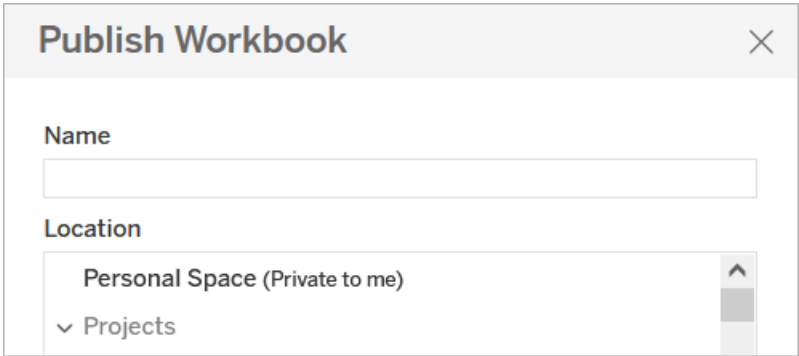 Publish Workbook
Name
Location
Personal Space (Private to me)
Projects